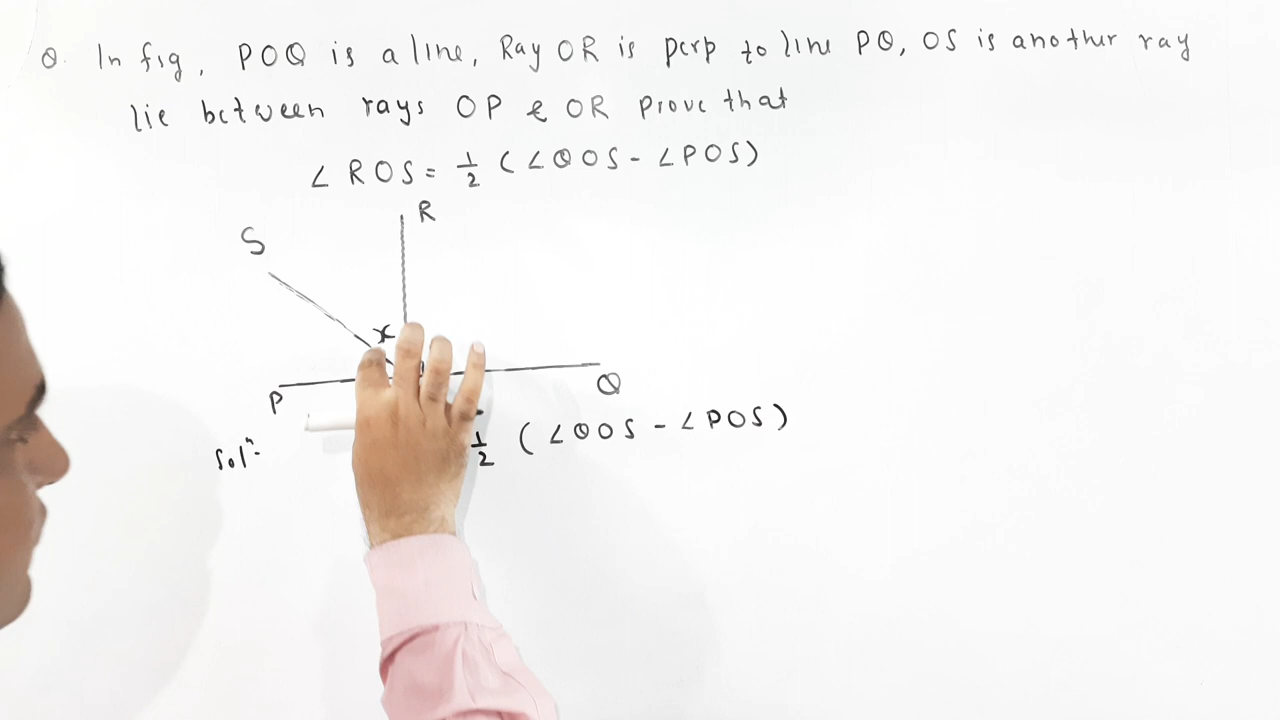 Q. In fig, POQ is a line, Ray OR is perp to line PQ, OS is another ray
lie between rays OP & OR Prove that
∠ROS = 1/2 (∠QOS - ∠POS)
R
S
x
P
Q
Solⁿ-
1/2 (∠QOS - ∠POS)